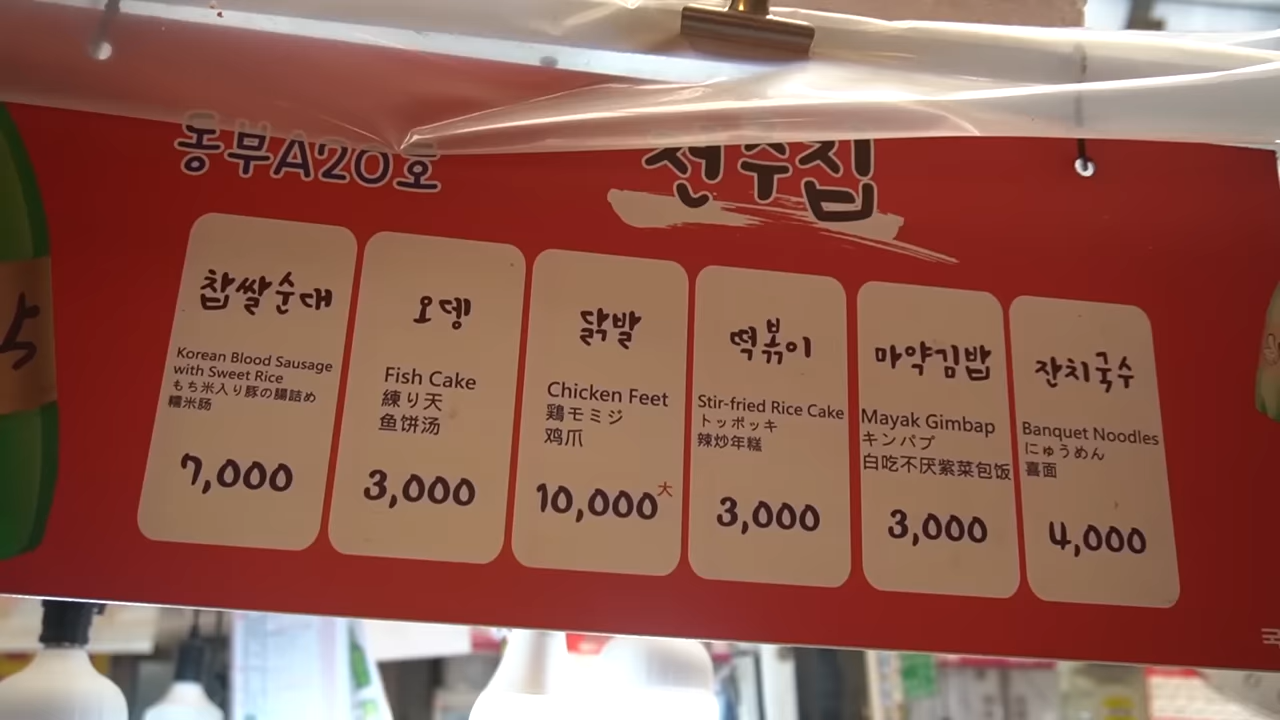 동부A20호
전주집
찹쌀순대
Korean Blood Sausage
with Sweet Rice
もち米入り豚の腸詰め
糯米肠
7,000
오뎅
Fish Cake
練り天
鱼饼汤
3,000
닭발
Chicken Feet
鶏モミジ
鸡爪
10,000大
떡볶이
Stir-fried Rice Cake
トッポッキ
辣炒年糕
3,000
마약김밥
Mayak Gimbap
キンパプ
白吃不厌紫菜包饭
3,000
잔치국수
Banquet Noodles
にゅうめん
喜面
4,000